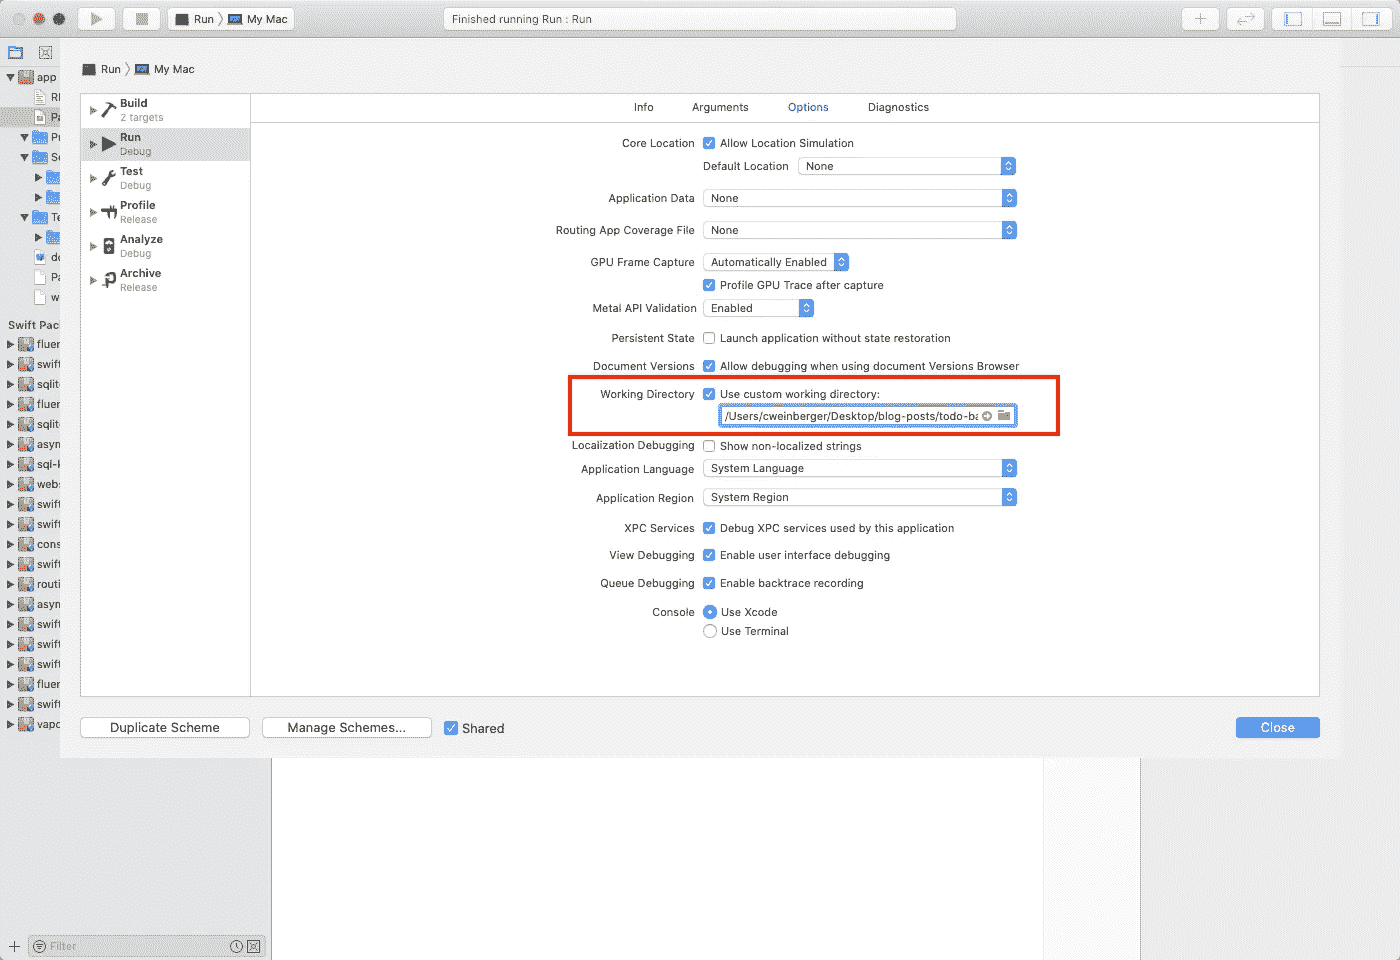 Run 〉 My Mac
Finished running Run : Run
app
Run 〉 My Mac
Build
2 targets
Run
Debug
Test
Debug
Profile
Release
Analyze
Debug
Archive
Release
Info Arguments Options Diagnostics
Core Location Allow Location Simulation
Default Location None
Application Data None
Routing App Coverage File None
GPU Frame Capture Automatically Enabled
Profile GPU Trace after capture
Metal API Validation Enabled
Persistent State Launch application without state restoration
Document Versions Allow debugging when using document Versions Browser
Working Directory Use custom working directory:
/Users/cweinberger/Desktop/blog-posts/todo-ba
Localization Debugging Show non-localized strings
Application Language System Language
Application Region System Region
XPC Services Debug XPC services used by this application
View Debugging Enable user interface debugging
Queue Debugging Enable backtrace recording
Console Use Xcode
Use Terminal
Swift Pac
fluen
swift
sqlit
fluen
sqlit
asyn
sql-k
webs
swift
swift
cons
swift
routi
asyn
swift
swift
swift
fluen
swift
vapo
Duplicate Scheme Manage Schemes... Shared Close
Filter